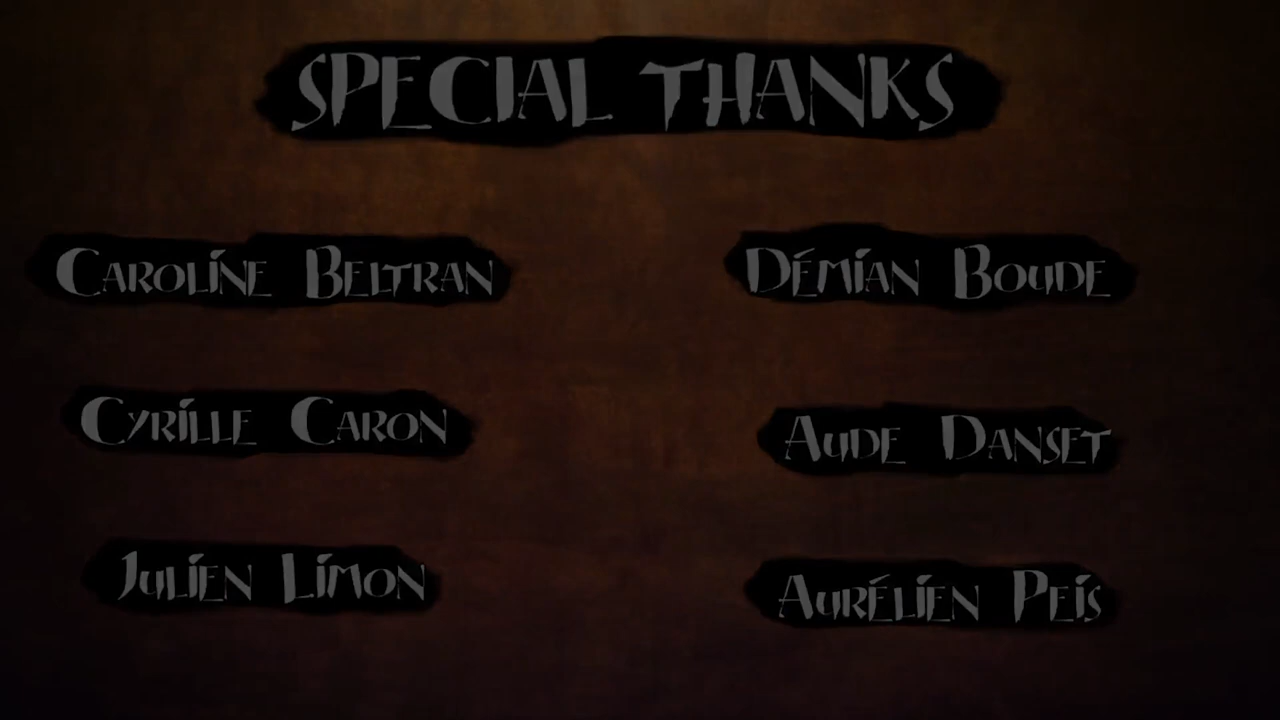 SPECIAL THANKS
CAROLINE BELTRAN
DÉMIAN BOUDE
CYRILLE CARON
AUDE DANSET
JULIEN LIMON
AURÉLIEN PEIS